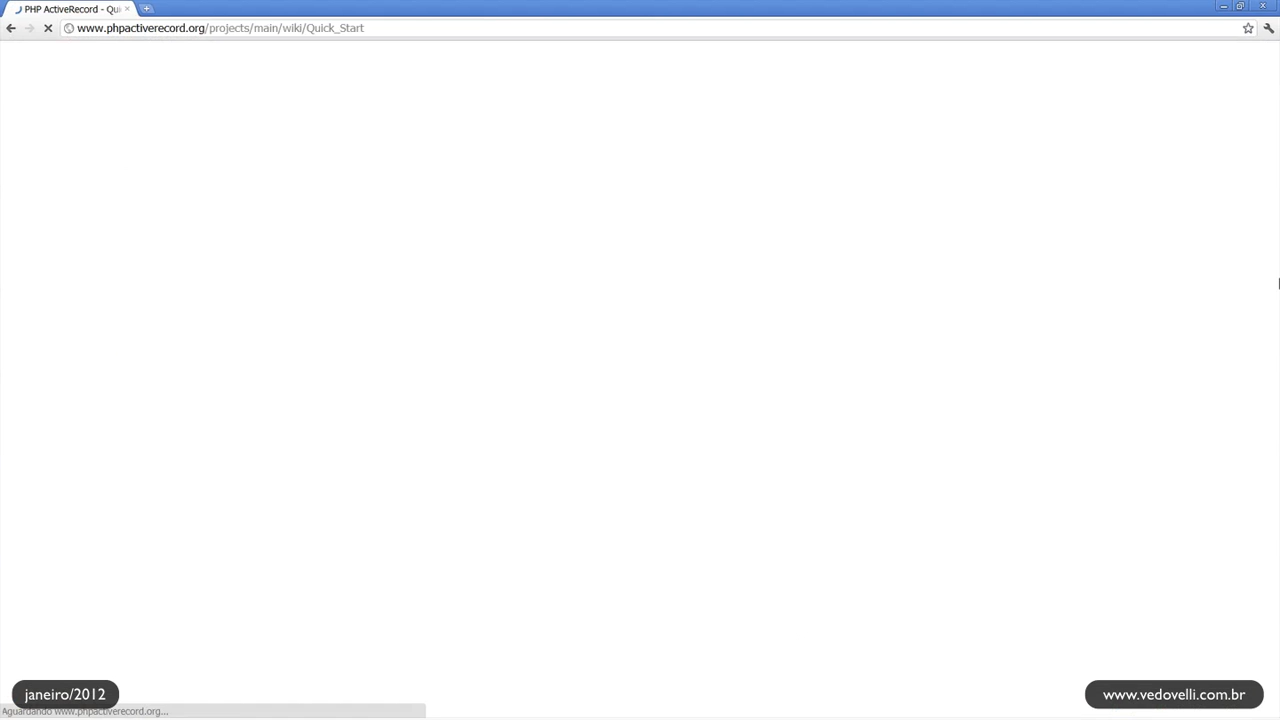 PHP ActiveRecord - Qui
www.phpactiverecord.org/projects/main/wiki/Quick_Start
janeiro/2012
www.vedovelli.com.br
Aguardando www.phpactiverecord.org...